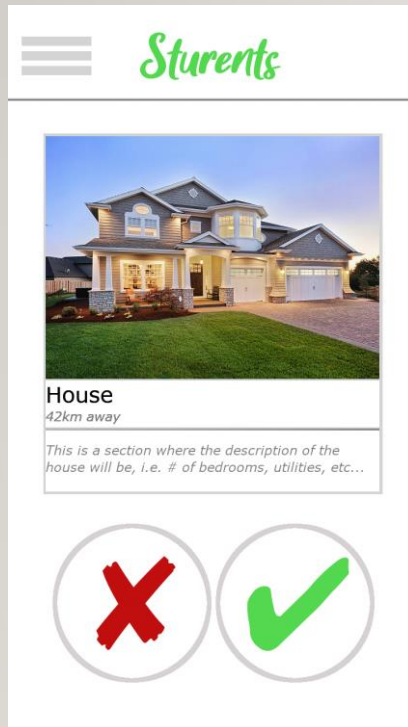 Sturents
House
42km away
This is a section where the description of the
house will be, i.e. # of bedrooms, utilities, etc...